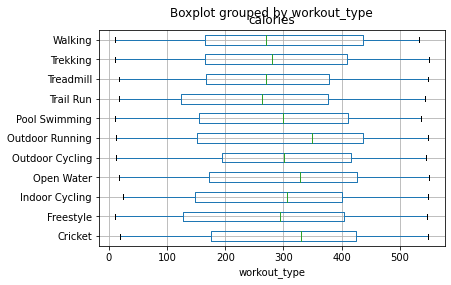 Boxplot grouped by workout_type
calories
Walking
Trekking
Treadmill
Trail Run
Pool Swimming
Outdoor Running
Outdoor Cycling
Open Water
Indoor Cycling
Freestyle
Cricket
0 100 200 300 400 500
workout_type